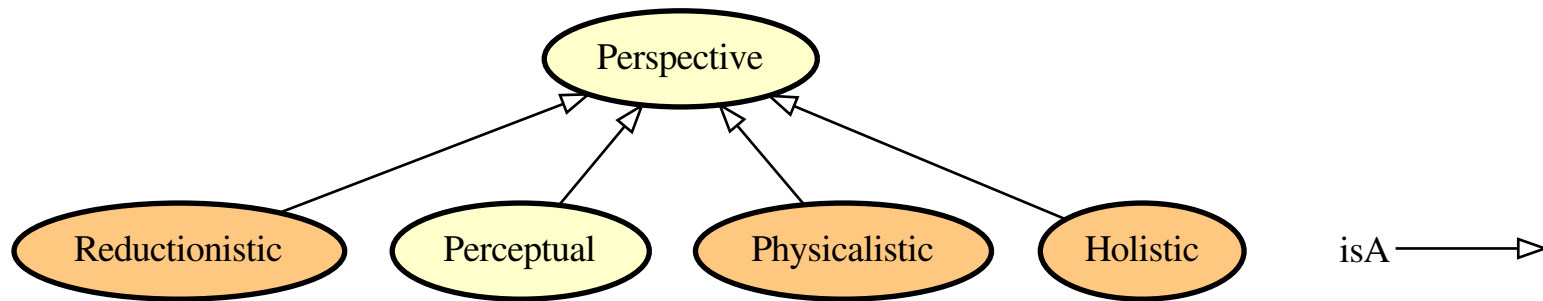 Perspective
Reductionistic
Perceptual
Physicalistic
Holistic
isA